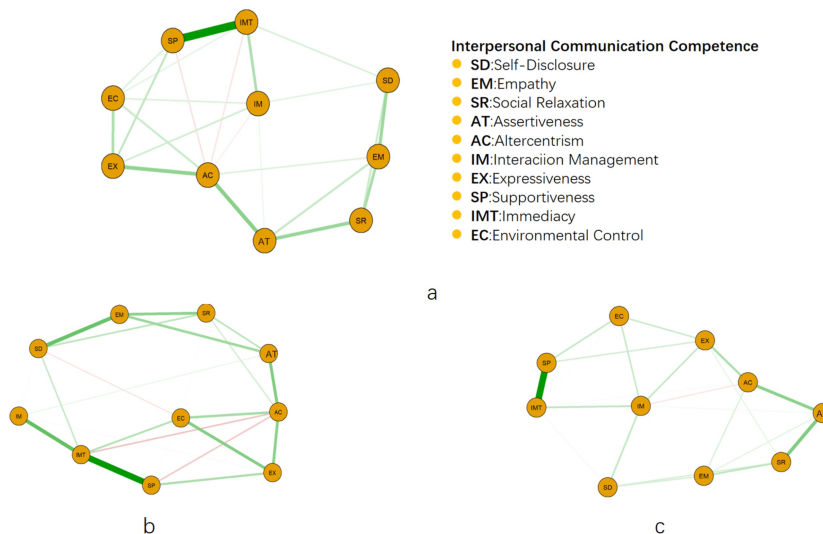 IMT
SP
SD
EC
IM
EM
EX
AC
SR
AT
a
Interpersonal Communication Competence
SD:Self-Disclosure
EM:Empathy
SR:Social Relaxation
AT:Assertiveness
AC:Altercentrism
IM:Interaciion Management
EX:Expressiveness
SP:Supportiveness
IMT:Immediacy
EC:Environmental Control
EM
SR
SD
AT
IM
EC
AC
IMT
EX
SP
b
EC
EX
SP
AC
IMT
IM
SR
EM
SD
c